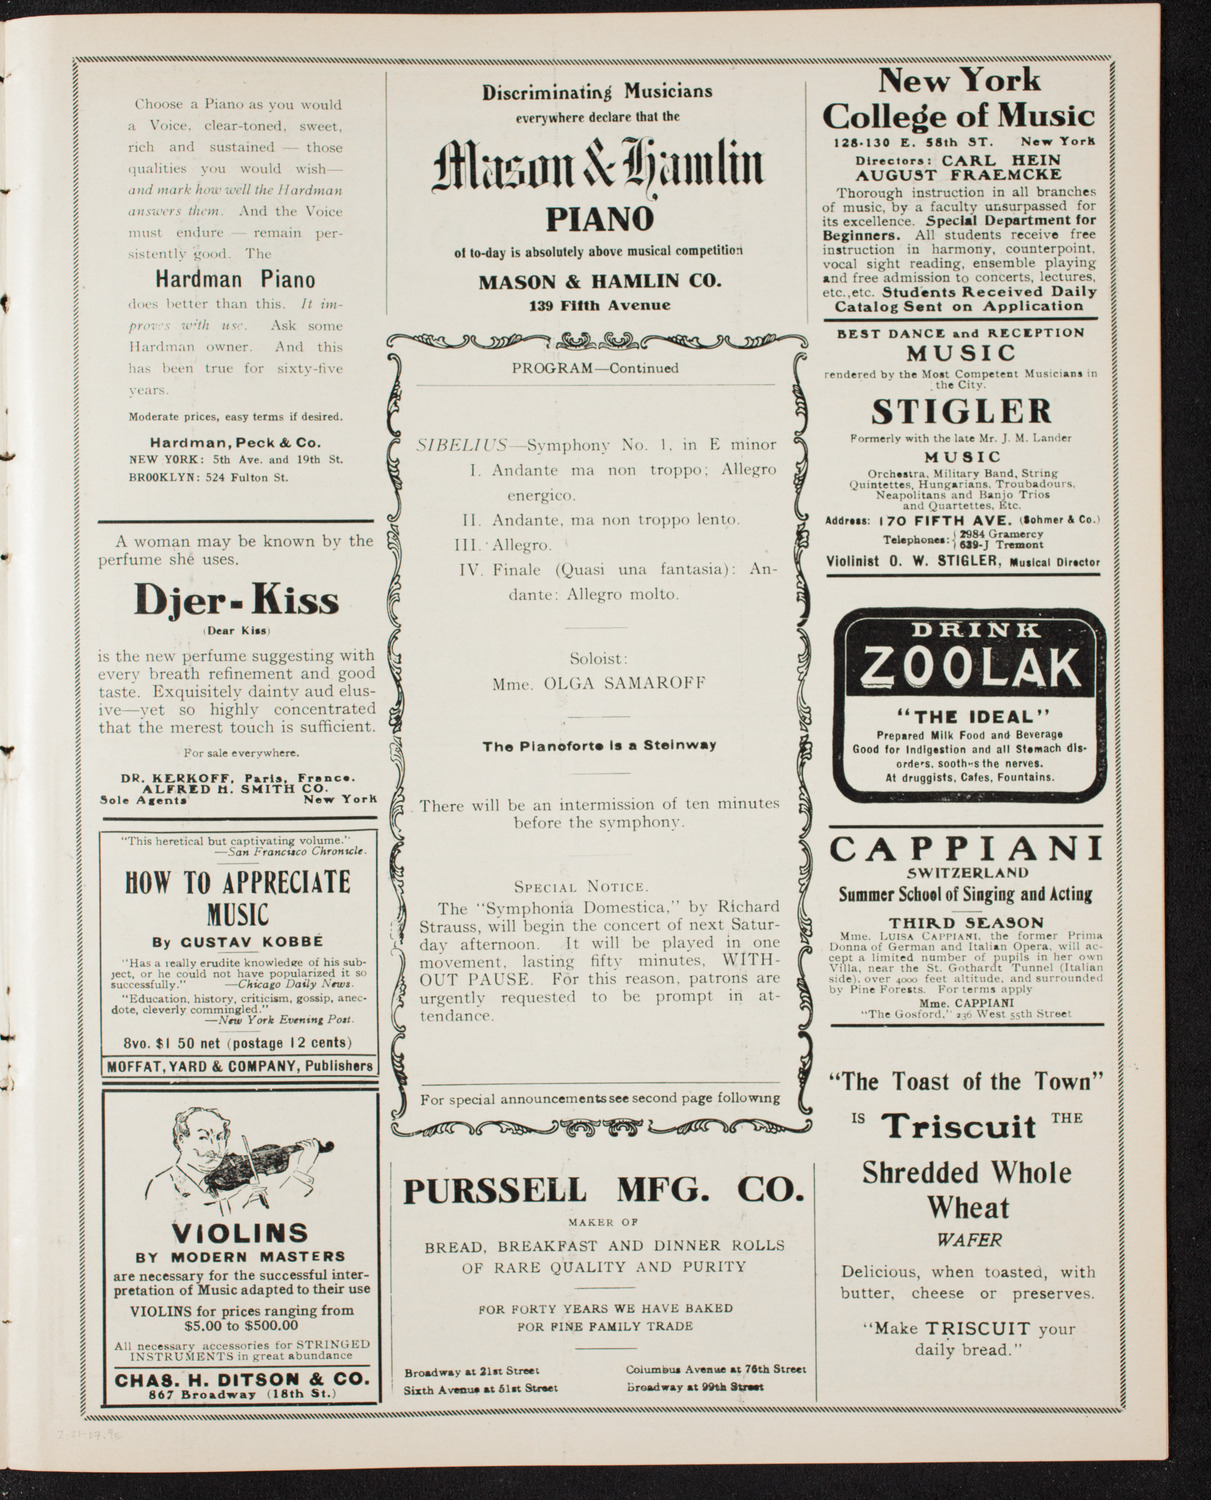 Choose a Piano as you would
a Voice, clear-toned, sweet,
rich and sustained — those
qualities you would wish—
and mark how well the Hardman
answers them. And the Voice
must endure — remain per-
sistently good. The
Hardman Piano
does better than this. It im-
proves with use. Ask some
Hardman owner. And this
has been true for sixty-five
years.
Moderate prices, easy terms if desired.
Hardman, Peck & Co.
NEW YORK: 5th Ave. and 19th St.
BROOKLYN: 524 Fulton St.
A woman may be known by the
perfume she uses.
Djer-Kiss
(Dear Kiss)
is the new perfume suggesting with
every breath refinement and good
taste. Exquisitely dainty aud elus-
ive—yet so highly concentrated
that the merest touch is sufficient.
For sale everywhere.
DR. KERKOFF, Paris, France.
ALFRED H. SMITH CO.
Sole Agents New York
"This heretical but captivating volume."
—San Francisco Chronicle.
HOW TO APPRECIATE
MUSIC
By GUSTAV KOBBÉ
"Has a really erudite knowledge of his sub-
ject, or he could not have popularized it so
successfully." —Chicago Daily News.
"Education, history, criticism, gossip, anec-
dote, cleverly commingled."
—New York Evening Post.
8vo. $1 50 net (postage 12 cents)
MOFFAT, YARD & COMPANY, Publishers
VIOLINS
BY MODERN MASTERS
are necessary for the successful inter-
pretation of Music adapted to their use
VIOLINS for prices ranging from
$5.00 to $500.00
All necessary accessories for STRINGED
INSTRUMENTS in great abundance
CHAS. H. DITSON & CO.
867 Broadway (18th St.)
Discriminating Musicians
everywhere declare that the
Mason & Hamlin
PIANO
of to-day is absolutely above musical competition
MASON & HAMLIN CO.
139 Fifth Avenue
PROGRAM—Continued
SIBELIUS—Symphony No. 1, in E minor
I. Andante ma non troppo; Allegro
energico.
II. Andante, ma non troppo lento.
III. Allegro.
IV. Finale (Quasi una fantasia): An-
dante: Allegro molto.
Soloist:
Mme. OLGA SAMAROFF
The Pianoforte is a Steinway
There will be an intermission of ten minutes
before the symphony.
SPECIAL NOTICE.
The "Symphonia Domestica," by Richard
Strauss, will begin the concert of next Satur-
day afternoon. It will be played in one
movement, lasting fifty minutes, WITH-
OUT PAUSE. For this reason, patrons are
urgently requested to be prompt in at-
tendance.
For special announcements see second page following
PURSSELL MFG. CO.
MAKER OF
BREAD, BREAKFAST AND DINNER ROLLS
OF RARE QUALITY AND PURITY
FOR FORTY YEARS WE HAVE BAKED
FOR FINE FAMILY TRADE
Broadway at 21st Street Columbus Avenue at 76th Street
Sixth Avenue at 51st Street Broadway at 99th Street
New York
College of Music
128-130 E. 58th ST. New York
Directors: CARL HEIN
AUGUST FRAEMCKE
Thorough instruction in all branches
of music, by a faculty unsurpassed for
its excellence. Special Department for
Beginners. All students receive free
instruction in harmony, counterpoint,
vocal sight reading, ensemble playing
and free admission to concerts, lectures,
etc., etc. Students Received Daily
Catalog Sent on Application
BEST DANCE and RECEPTION
MUSIC
rendered by the Most Competent Musicians in
the City.
STIGLER
Formerly with the late Mr. J. M. Lander
MUSIC
Orchestra, Military Band, String
Quintettes, Hungarians, Troubadours,
Neapolitans and Banjo Trios
and Quartettes, Etc.
Address: 170 FIFTH AVE. (Sohmer & Co.)
Telephones: 2984 Gramercy
639-J Tremont
Violinist O. W. STIGLER, Musical Director
DRINK
ZOOLAK
"THE IDEAL"
Prepared Milk Food and Beverage
Good for Indigestion and all Stomach dis-
orders, soothes the nerves.
At druggists, Cafes, Fountains.
CAPPIANI
SWITZERLAND
Summer School of Singing and Acting
THIRD SEASON
Mme. LUISA CAPPIANI, the former Prima
Donna of German and Italian Opera, will ac-
cept a limited number of pupils in her own
Villa, near the St. Gothardt Tunnel (Italian
side), over 4000 feet altitude, and surrounded
by Pine Forests. For terms apply
Mme. CAPPIANI
"The Gosford," 236 West 55th Street
"The Toast of the Town"
IS Triscuit THE
Shredded Whole
Wheat
WAFER
Delicious, when toasted, with
butter, cheese or preserves.
"Make TRISCUIT your
daily bread."